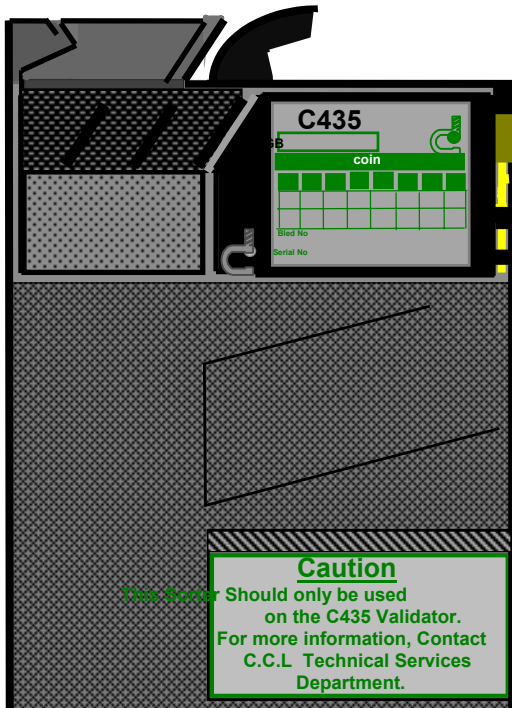 C435
GB
coin
Bled No
Serial No
Caution
This Sorter Should only be used
on the C435 Validator.
For more information, Contact
C.C.L Technical Services
Department.